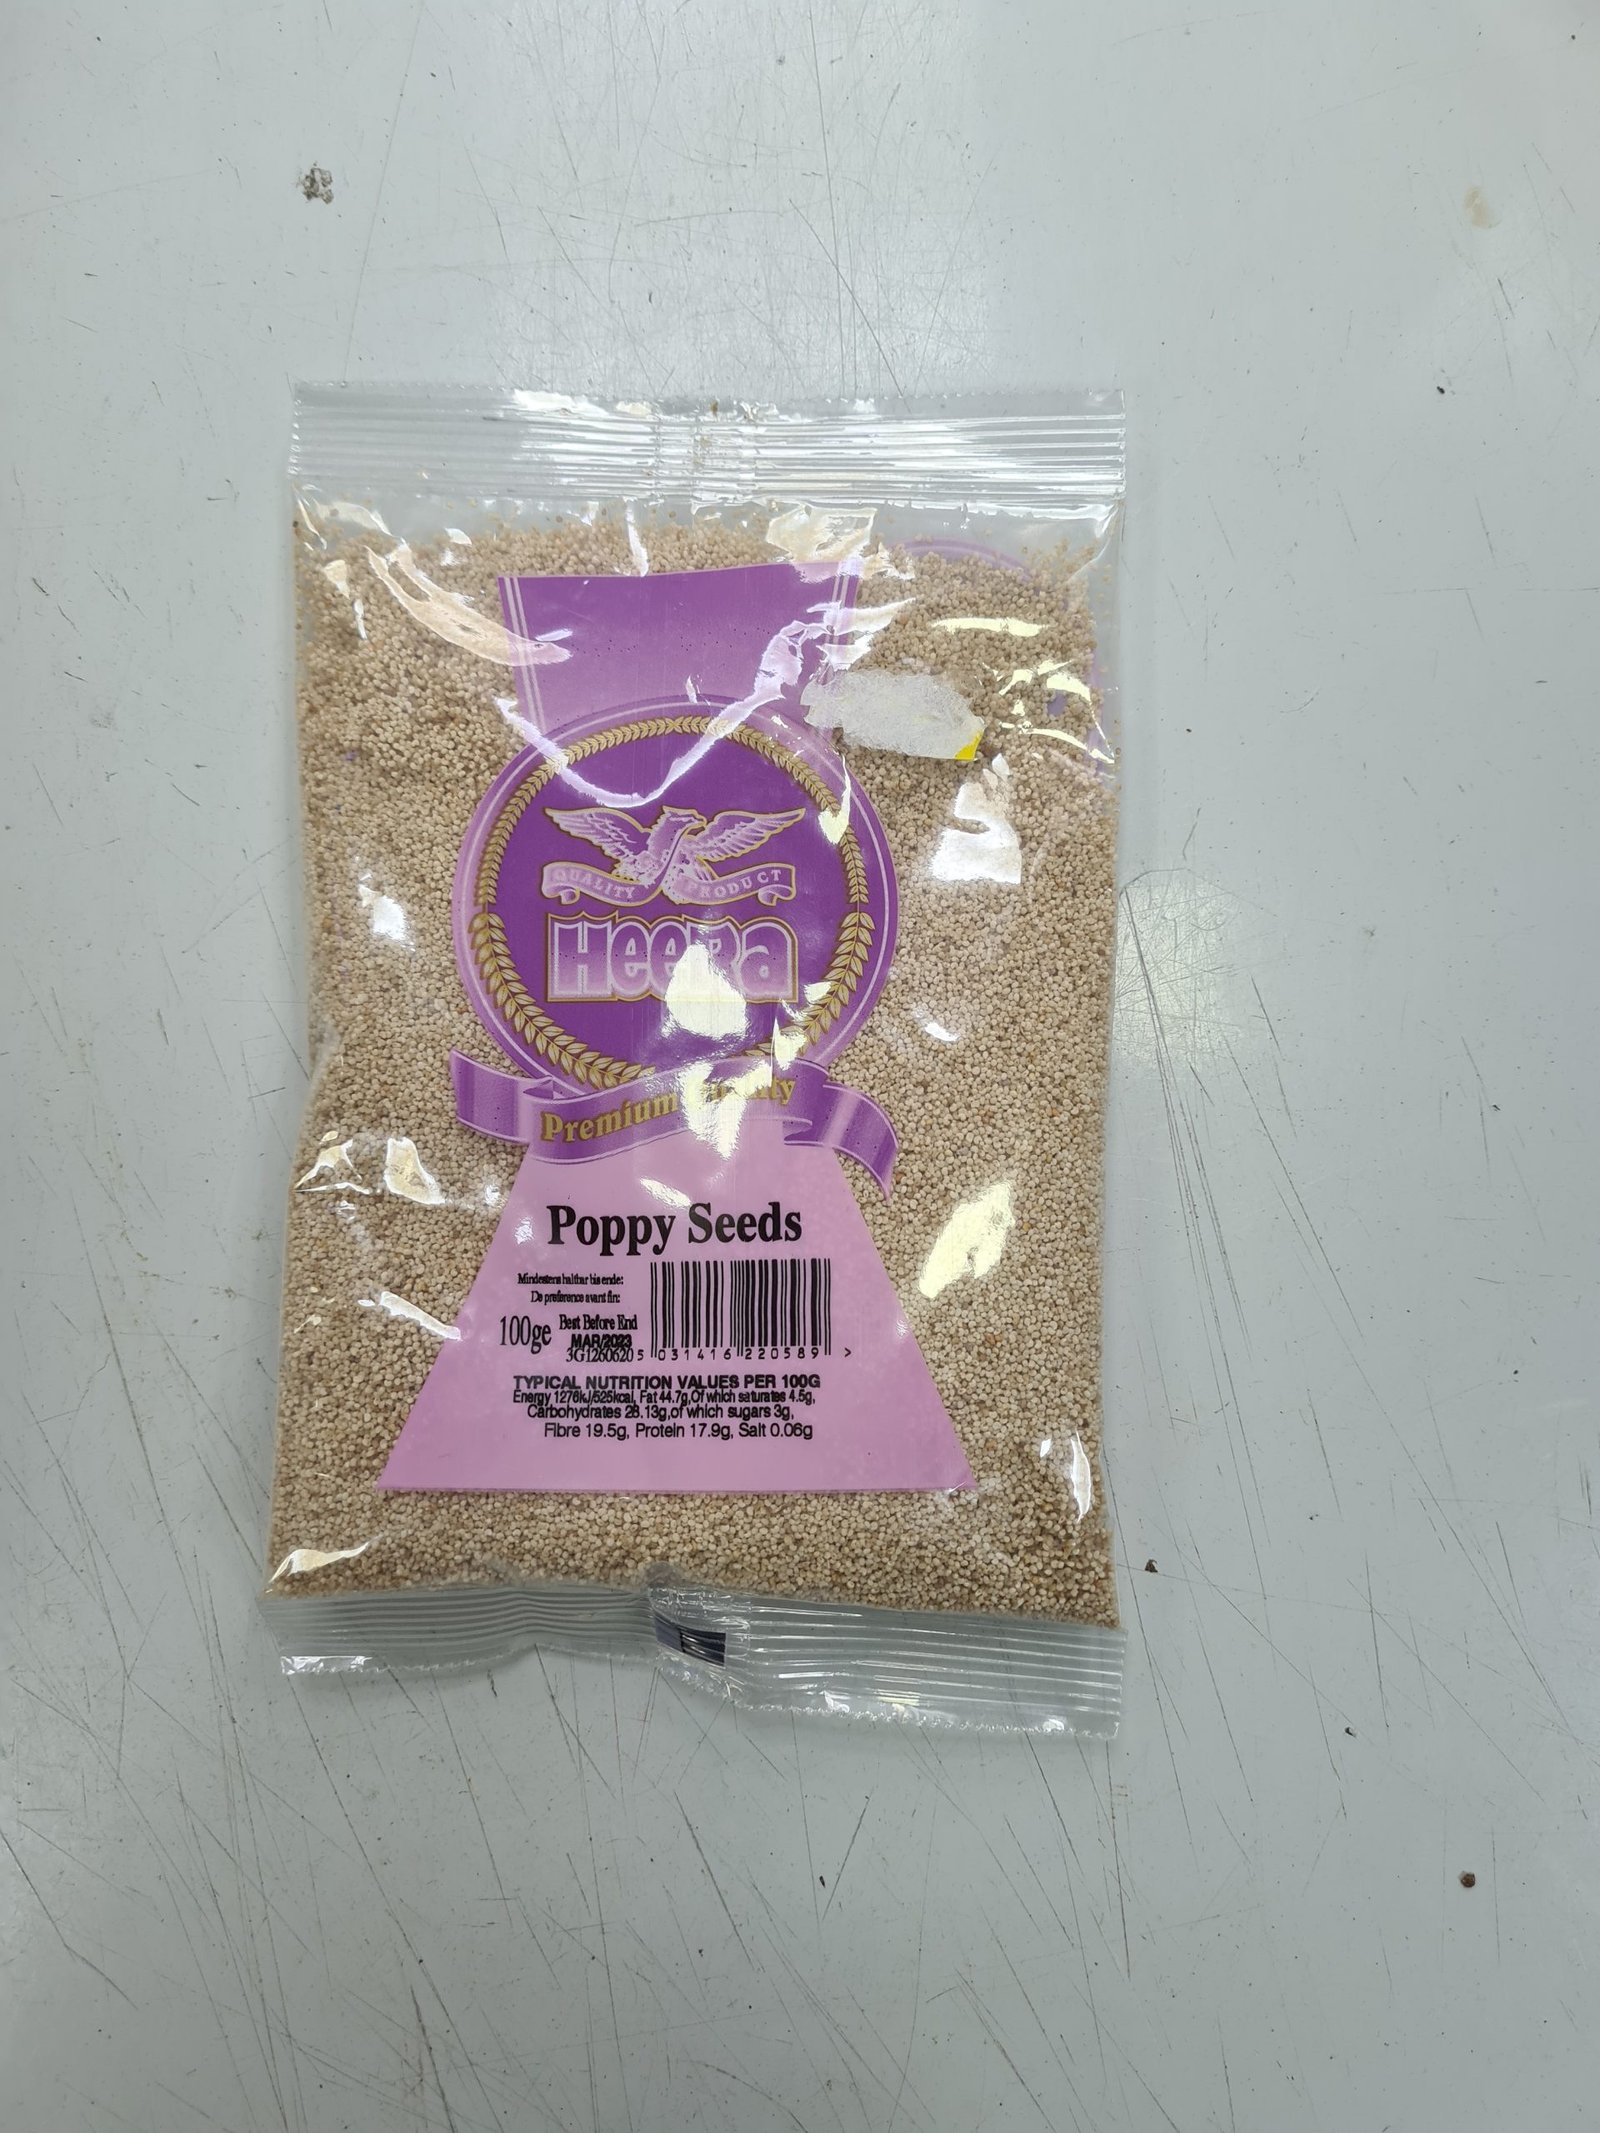 QUALITY PRODUCT
HeeRa
Premium Quality
Poppy Seeds
Mindestens haltbar bis ende:
De preference avant fin:
100ge Best Before End
MAR/2023
3G1260620
5 031416 220589 >
TYPICAL NUTRITION VALUES PER 100G
Energy 1276kJ/525kcal, Fat 44.7g,Of which saturates 4.5g,
Carbohydrates 28.13g,of which sugars 3g,
Fibre 19.5g, Protein 17.9g, Salt 0.06g